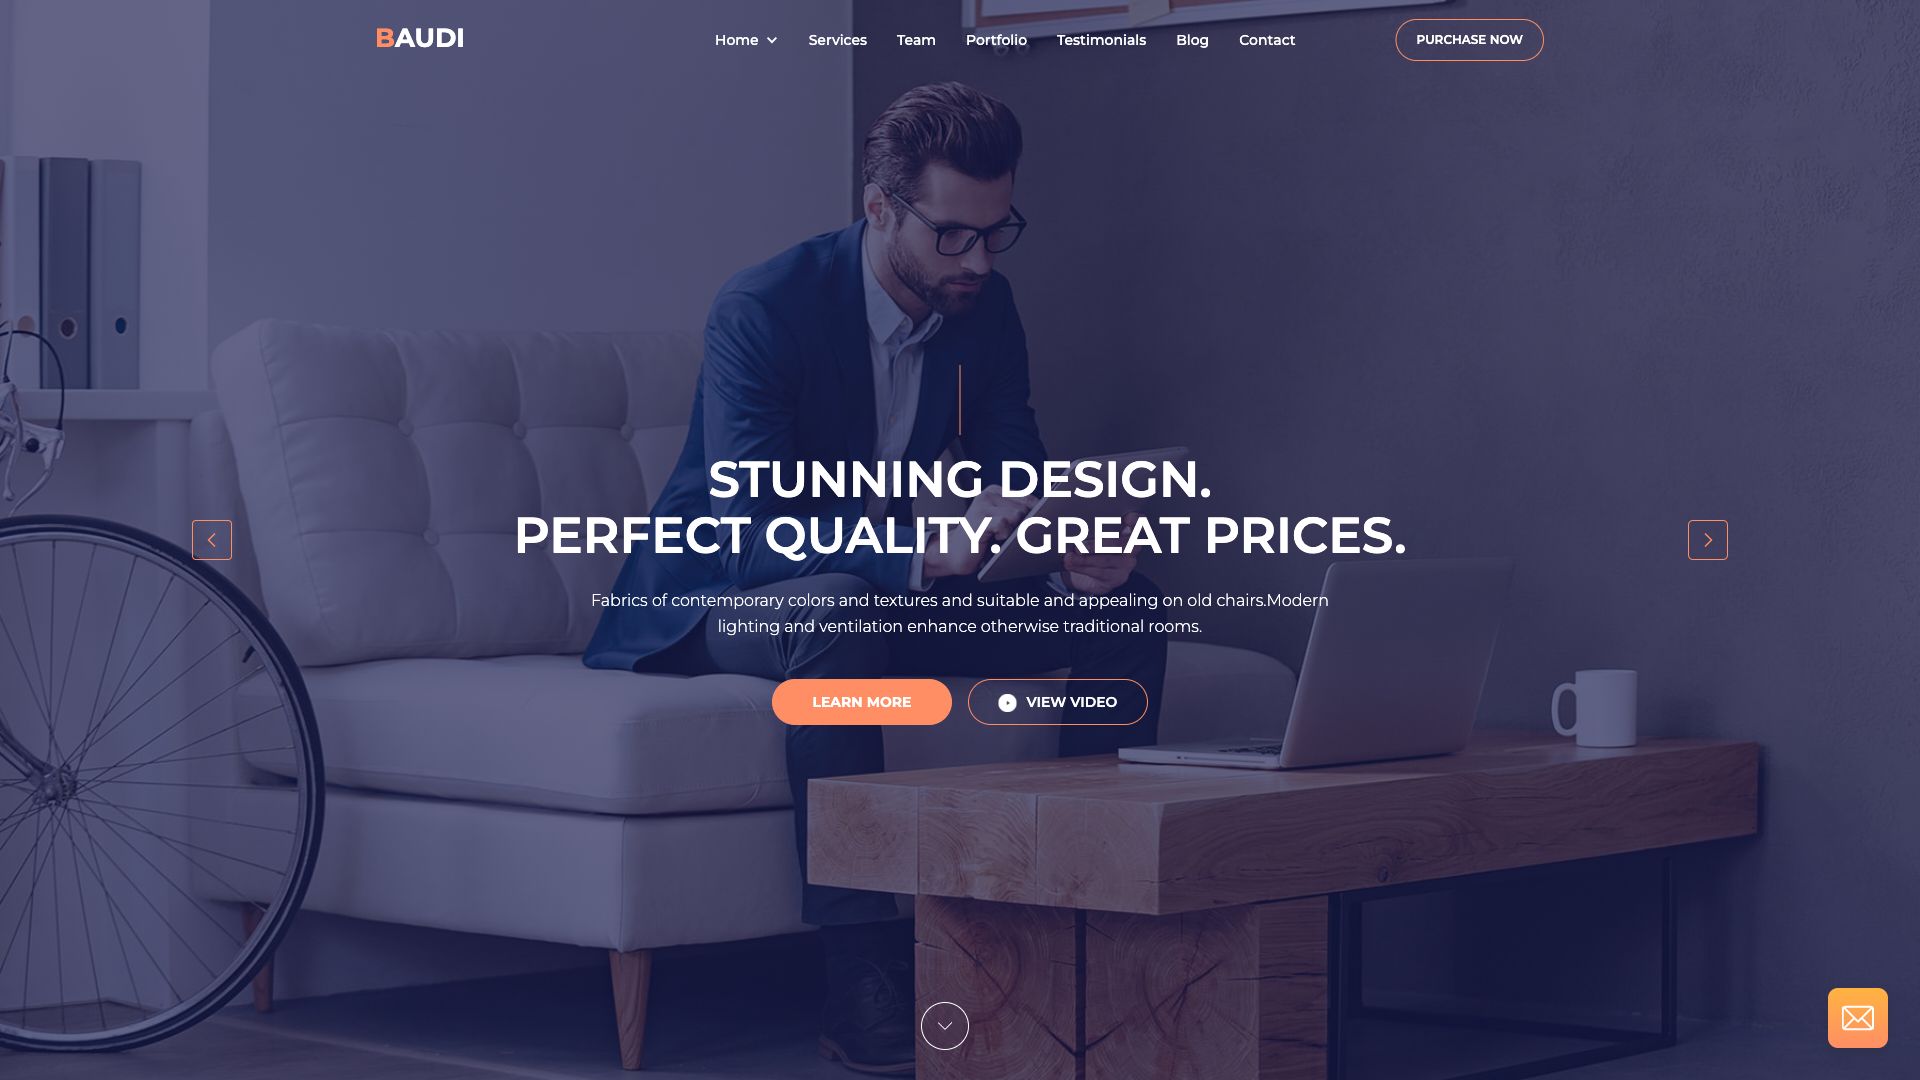 BAUDI
Home Services Team Portfolio Testimonials Blog Contact
PURCHASE NOW
STUNNING DESIGN.
PERFECT QUALITY. GREAT PRICES.
Fabrics of contemporary colors and textures and suitable and appealing on old chairs.Modern
lighting and ventilation enhance otherwise traditional rooms.
LEARN MORE
VIEW VIDEO